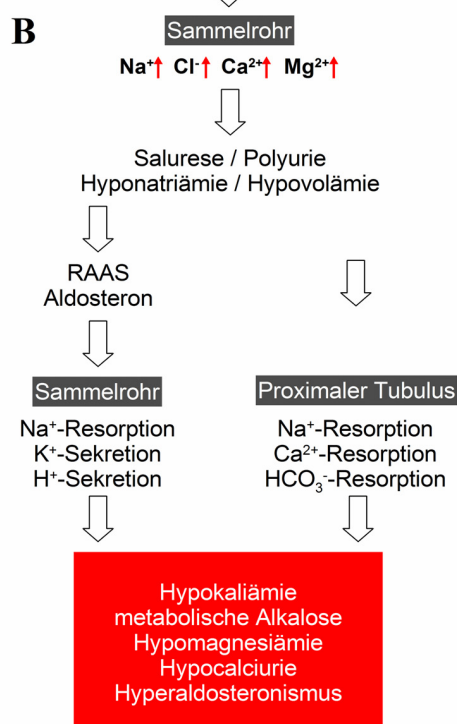 B
Sammelrohr
Na⁺↑ Cl⁻↑ Ca²⁺↑ Mg²⁺↑
Salurese / Polyurie
Hyponatriämie / Hypovolämie
RAAS
Aldosteron
Sammelrohr
Na⁺-Resorption
K⁺-Sekretion
H⁺-Sekretion
Proximaler Tubulus
Na⁺-Resorption
Ca²⁺-Resorption
HCO₃⁻-Resorption
Hypokaliämie
metabolische Alkalose
Hypomagnesiämie
Hypocalciurie
Hyperaldosteronismus